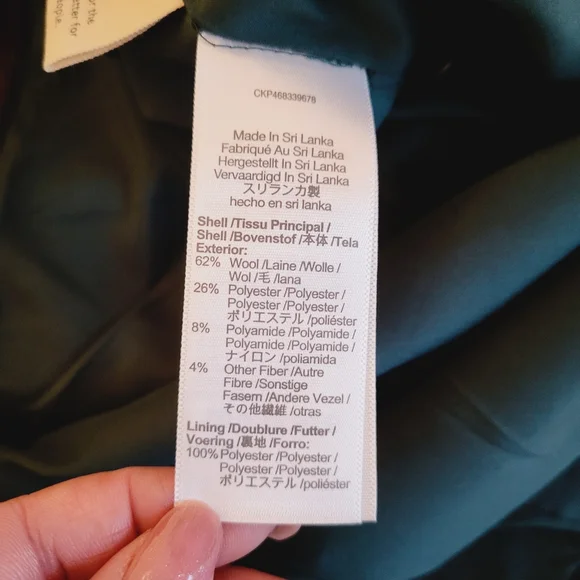 the
tter for
logue.
CKP468339678
Made In Sri Lanka
Fabriqué Au Sri Lanka
Hergestellt In Sri Lanka
Vervaardigd In Sri Lanka
スリランカ製
hecho en sri lanka
Shell /Tissu Principal /
Shell /Bovenstof /本体 /Tela
Exterior:
62% Wool /Laine /Wolle /
Wol /毛 /lana
26% Polyester /Polyester /
Polyester /Polyester /
ポリエステル /poliéster
8% Polyamide /Polyamide /
Polyamide /Polyamide /
ナイロン /poliamida
4% Other Fiber /Autre
Fibre /Sonstige
Fasern /Andere Vezel /
その他繊維 /otras
Lining /Doublure /Futter /
Voering /裏地 /Forro:
100% Polyester /Polyester /
Polyester /Polyester /
ポリエステル /poliéster